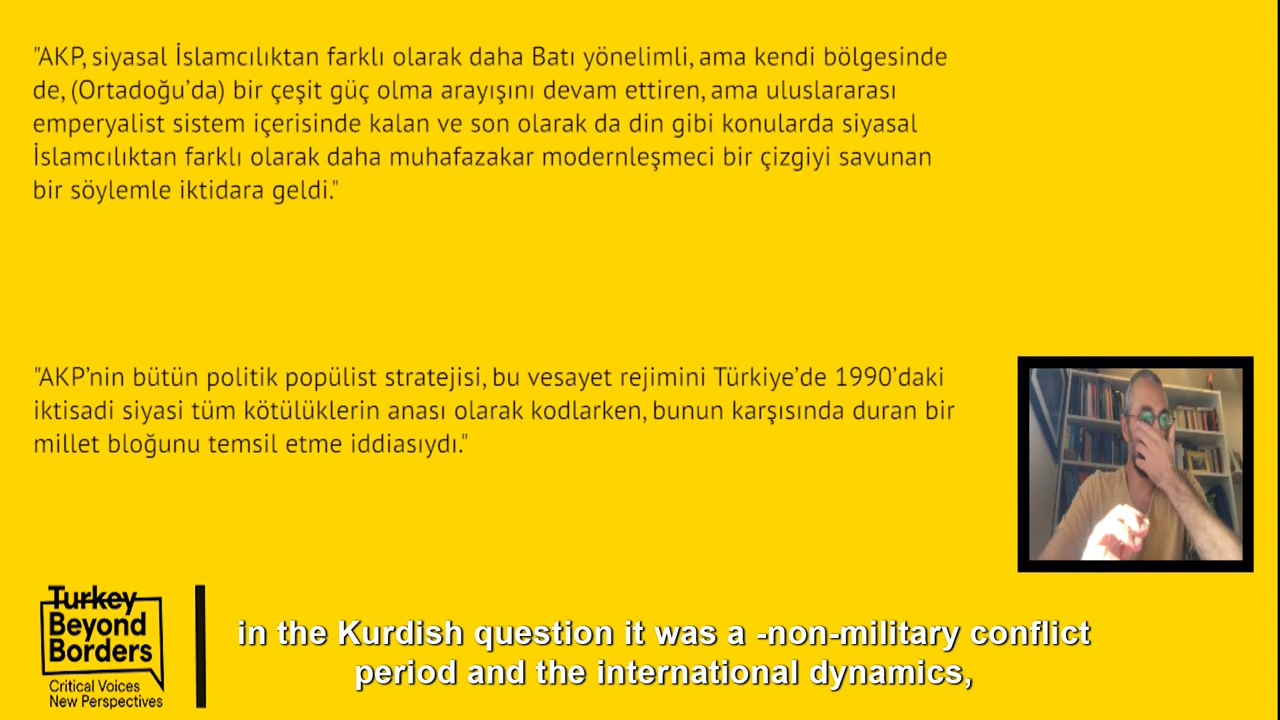 "AKP, siyasal İslamcılıktan farklı olarak daha Batı yönelimli, ama kendi bölgesinde
de, (Ortadoğu'da) bir çeşit güç olma arayışını devam ettiren, ama uluslararası
emperyalist sistem içerisinde kalan ve son olarak da din gibi konularda siyasal
İslamcılıktan farklı olarak daha muhafazakar modernleşmeci bir çizgiyi savunan
bir söylemle iktidara geldi."
"AKP'nin bütün politik popülist stratejisi, bu vesayet rejimini Türkiye'de 1990'daki
iktisadi siyasi tüm kötülüklerin anası olarak kodlarken, bunun karşısında duran bir
millet bloğunu temsil etme iddiasıydı."
Turkey
Beyond
Borders
Critical Voices
New Perspectives
in the Kurdish question it was a -non-military conflict
period and the international dynamics,